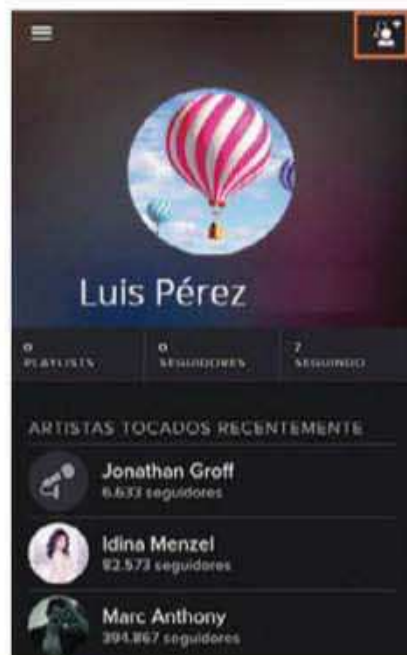 Luis Pérez
0 0 7
PLAYLISTS SEGUIDORES SEGUINDO
ARTISTAS TOCADOS RECENTEMENTE
Jonathan Groff
6.633 seguidores
Idina Menzel
82.573 seguidores
Marc Anthony
394.867 seguidores